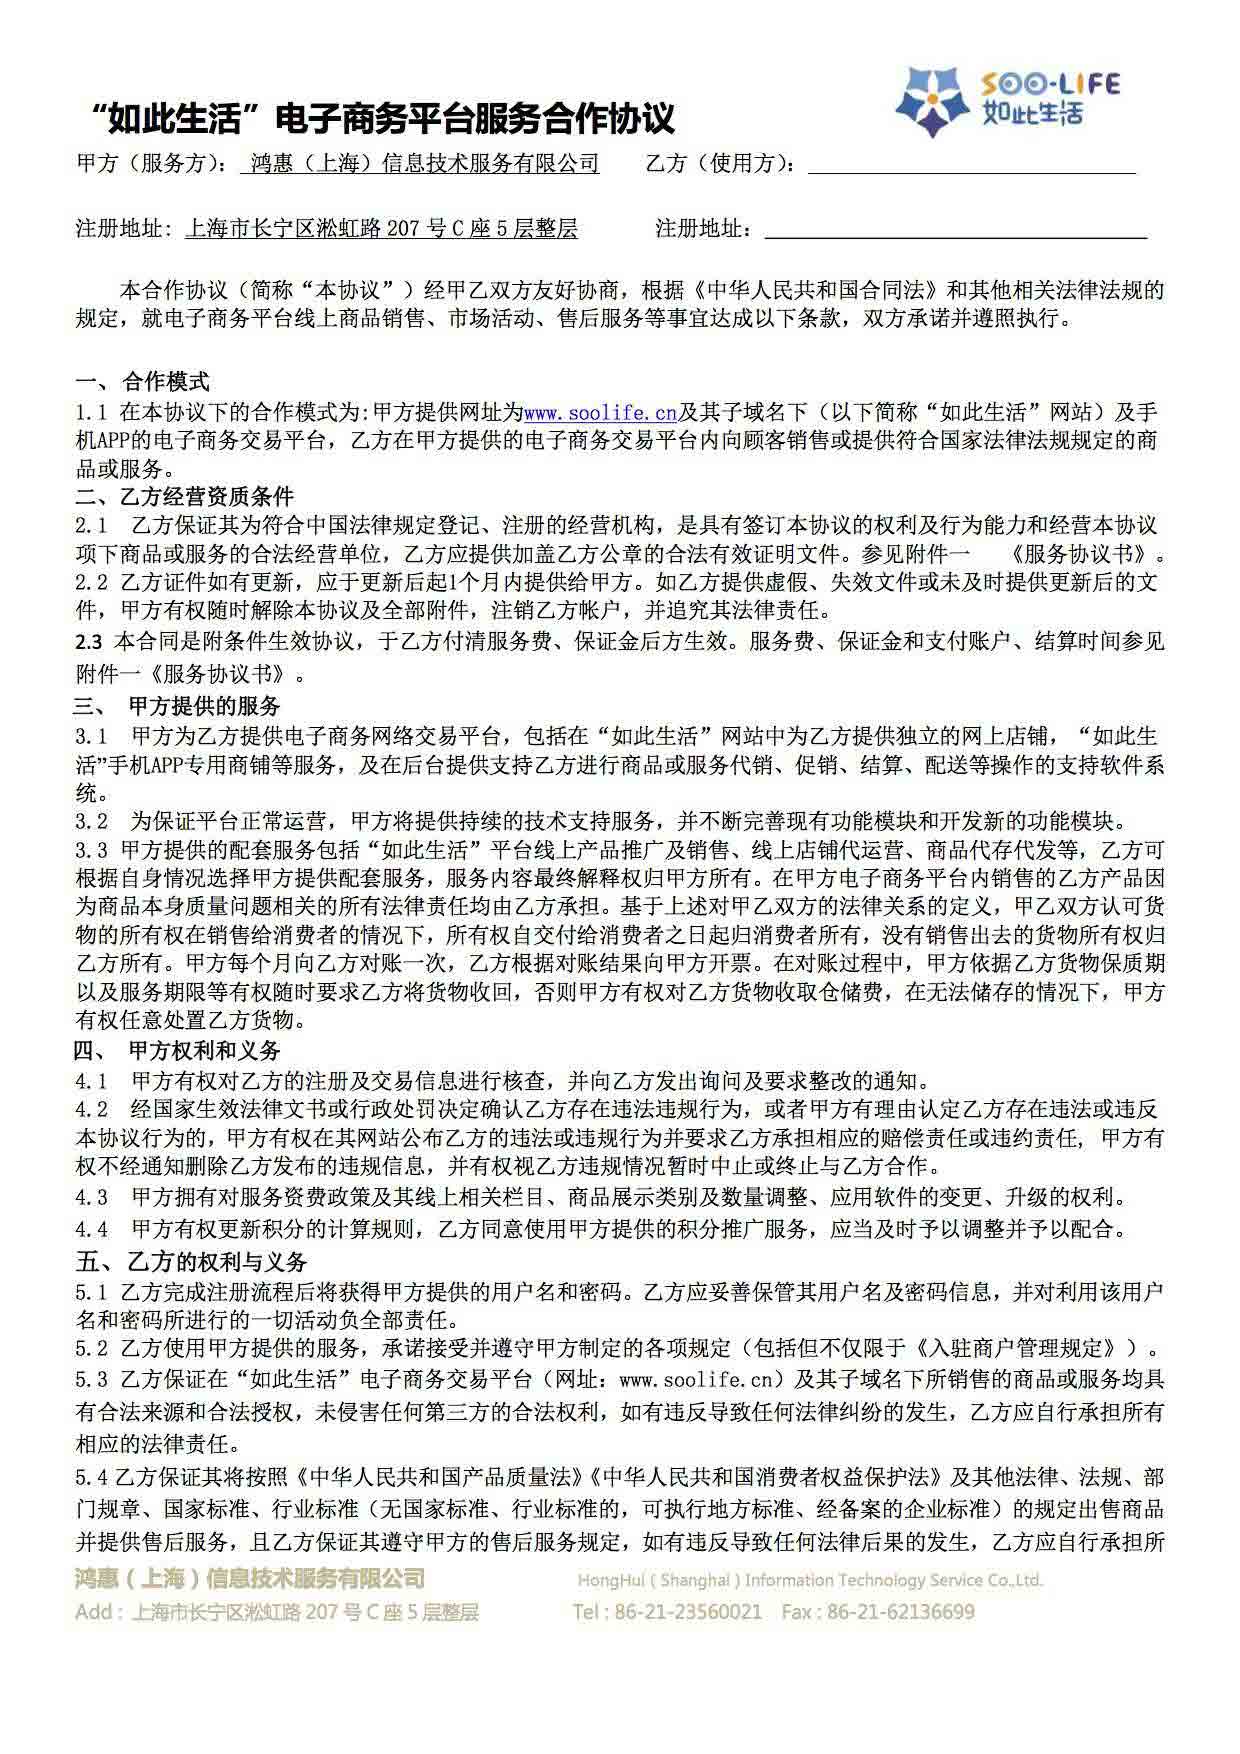 SOO-LIFE
如此生活
“如此生活”电子商务平台服务合作协议
甲方（服务方）： 鸿惠（上海）信息技术服务有限公司 乙方（使用方）：
注册地址: 上海市长宁区淞虹路 207 号 C 座 5 层整层 注册地址：
本合作协议（简称“本协议”）经甲乙双方友好协商，根据《中华人民共和国合同法》和其他相关法律法规的
规定，就电子商务平台线上商品销售、市场活动、售后服务等事宜达成以下条款，双方承诺并遵照执行。
一、 合作模式
1.1 在本协议下的合作模式为:甲方提供网址为www.soolife.cn及其子域名下（以下简称“如此生活”网站）及手
机APP的电子商务交易平台，乙方在甲方提供的电子商务交易平台内向顾客销售或提供符合国家法律法规规定的商
品或服务。
二、乙方经营资质条件
2.1 乙方保证其为符合中国法律规定登记、注册的经营机构，是具有签订本协议的权利及行为能力和经营本协议
项下商品或服务的合法经营单位，乙方应提供加盖乙方公章的合法有效证明文件。参见附件一 《服务协议书》。
2.2 乙方证件如有更新，应于更新后起1个月内提供给甲方。如乙方提供虚假、失效文件或未及时提供更新后的文
件，甲方有权随时解除本协议及全部附件，注销乙方帐户，并追究其法律责任。
2.3 本合同是附条件生效协议，于乙方付清服务费、保证金后方生效。服务费、保证金和支付账户、结算时间参见
附件一《服务协议书》。
三、 甲方提供的服务
3.1 甲方为乙方提供电子商务网络交易平台，包括在“如此生活”网站中为乙方提供独立的网上店铺，“如此生
活”手机APP专用商铺等服务，及在后台提供支持乙方进行商品或服务代销、促销、结算、配送等操作的支持软件系
统。
3.2 为保证平台正常运营，甲方将提供持续的技术支持服务，并不断完善现有功能模块和开发新的功能模块。
3.3 甲方提供的配套服务包括“如此生活”平台线上产品推广及销售、线上店铺代运营、商品代存代发等，乙方可
根据自身情况选择甲方提供配套服务，服务内容最终解释权归甲方所有。在甲方电子商务平台内销售的乙方产品因
为商品本身质量问题相关的所有法律责任均由乙方承担。基于上述对甲乙双方的法律关系的定义，甲乙双方认可货
物的所有权在销售给消费者的情况下，所有权自交付给消费者之日起归消费者所有，没有销售出去的货物所有权归
乙方所有。甲方每个月向乙方对账一次，乙方根据对账结果向甲方开票。在对账过程中，甲方依据乙方货物保质期
以及服务期限等有权随时要求乙方将货物收回，否则甲方有权对乙方货物收取仓储费，在无法储存的情况下，甲方
有权任意处置乙方货物。
四、 甲方权利和义务
4.1 甲方有权对乙方的注册及交易信息进行核查，并向乙方发出询问及要求整改的通知。
4.2 经国家生效法律文书或行政处罚决定确认乙方存在违法违规行为，或者甲方有理由认定乙方存在违法或违反
本协议行为的，甲方有权在其网站公布乙方的违法或违规行为并要求乙方承担相应的赔偿责任或违约责任, 甲方有
权不经通知删除乙方发布的违规信息，并有权视乙方违规情况暂时中止或终止与乙方合作。
4.3 甲方拥有对服务资费政策及其线上相关栏目、商品展示类别及数量调整、应用软件的变更、升级的权利。
4.4 甲方有权更新积分的计算规则，乙方同意使用甲方提供的积分推广服务，应当及时予以调整并予以配合。
五、乙方的权利与义务
5.1 乙方完成注册流程后将获得甲方提供的用户名和密码。乙方应妥善保管其用户名及密码信息，并对利用该用户
名和密码所进行的一切活动负全部责任。
5.2 乙方使用甲方提供的服务，承诺接受并遵守甲方制定的各项规定（包括但不仅限于《入驻商户管理规定》）。
5.3 乙方保证在“如此生活”电子商务交易平台（网址：www.soolife.cn）及其子域名下所销售的商品或服务均具
有合法来源和合法授权，未侵害任何第三方的合法权利，如有违反导致任何法律纠纷的发生，乙方应自行承担所有
相应的法律责任。
5.4 乙方保证其将按照《中华人民共和国产品质量法》《中华人民共和国消费者权益保护法》及其他法律、法规、部
门规章、国家标准、行业标准（无国家标准、行业标准的，可执行地方标准、经备案的企业标准）的规定出售商品
并提供售后服务，且乙方保证其遵守甲方的售后服务规定，如有违反导致任何法律后果的发生，乙方应自行承担所
鸿惠（上海）信息技术服务有限公司 HongHui ( Shanghai ) Information Technology Service Co.,Ltd.
Add : 上海市长宁区淞虹路 207 号 C 座 5 层整层 Tel : 86-21-23560021 Fax : 86-21-62136699